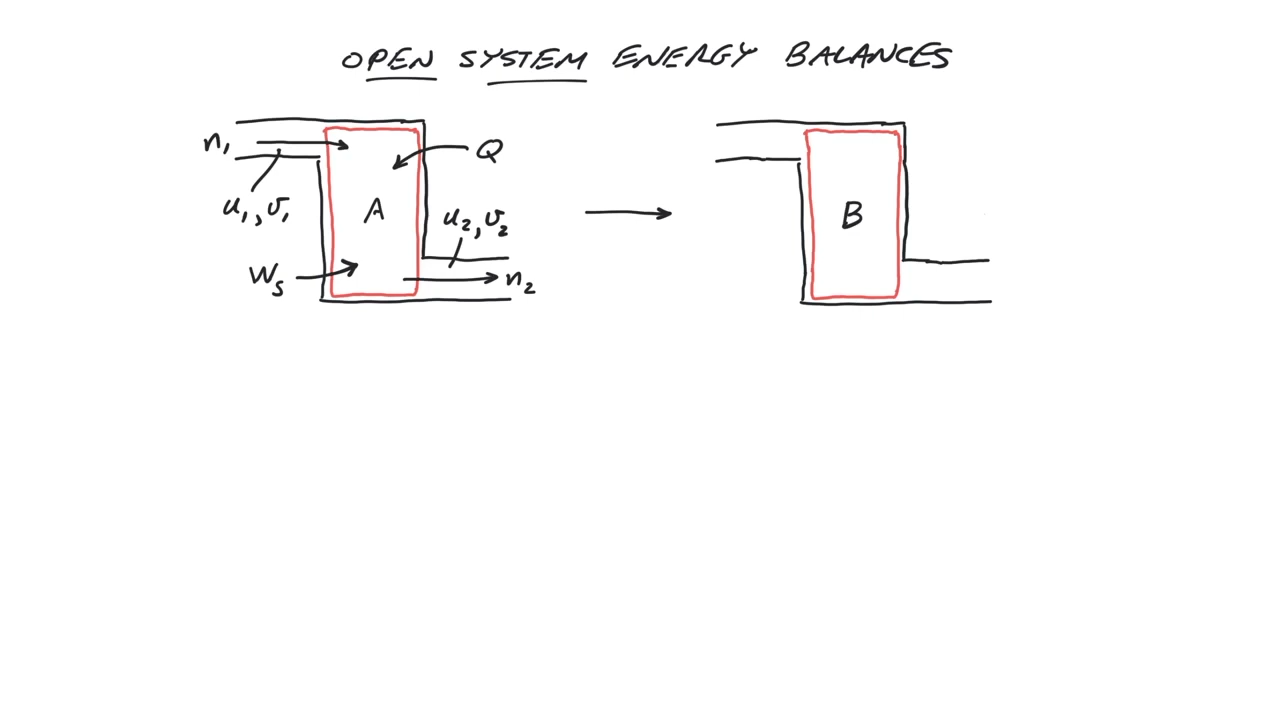 OPEN SYSTEM ENERGY BALANCES
n₁
Q
u₁, v₁
A
u₂, v₂
Wₛ
n₂
B